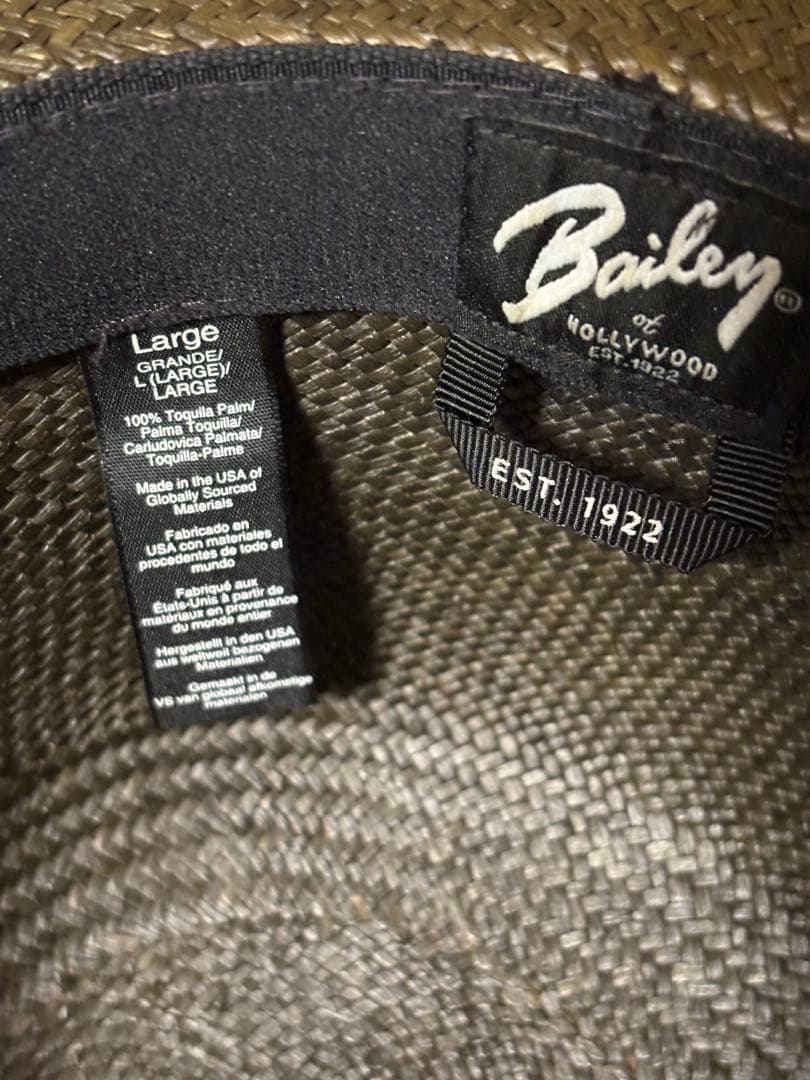 Bailey®
of
HOLLYWOOD
EST. 1922
EST. 1922
Large
GRANDE/
L (LARGE)/
LARGE
100% Toquilla Palm/
Palma Toquilla/
Carludovica Palmata/
Toquilla-Palme
Made in the USA of
Globally Sourced
Materials
Fabricado en
USA con materiales
procedentes de todo el
mundo
Fabriqué aux
États-Unis à partir de
matériaux en provenance
du monde entier
Hergestellt in den USA
aus weltweit bezogenen
Materialien
Gemaakt in de
VS van globaal afkomstige
materialen